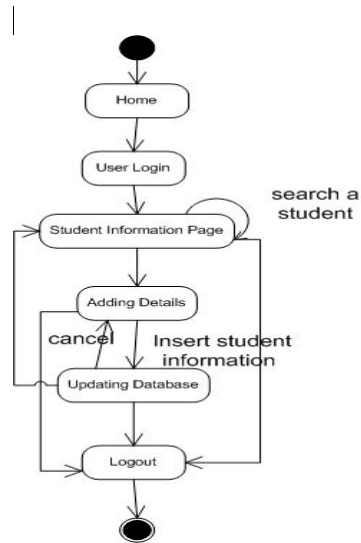 Home
User Login
search a
student
Student Information Page
Adding Details
cancel
Insert student
information
Updating Database
Logout